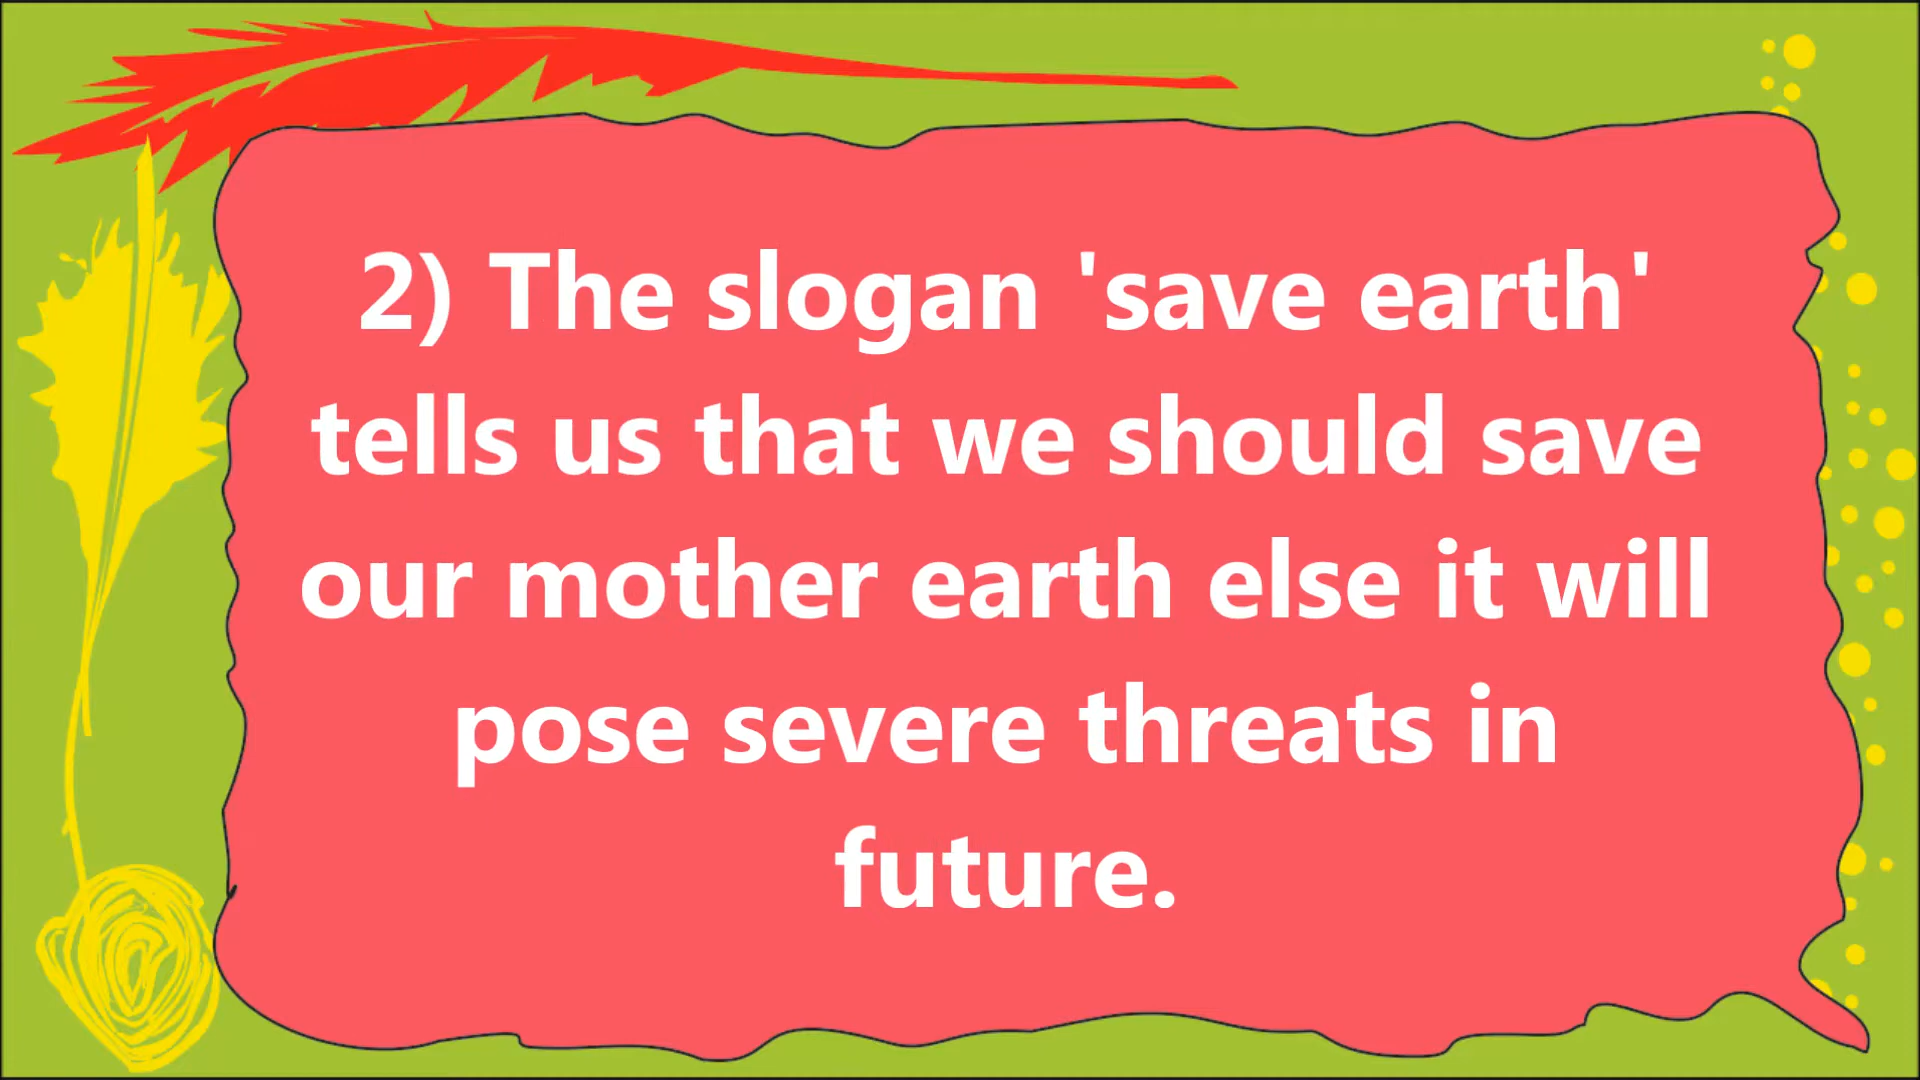 2) The slogan 'save earth'
tells us that we should save
our mother earth else it will
pose severe threats in
future.